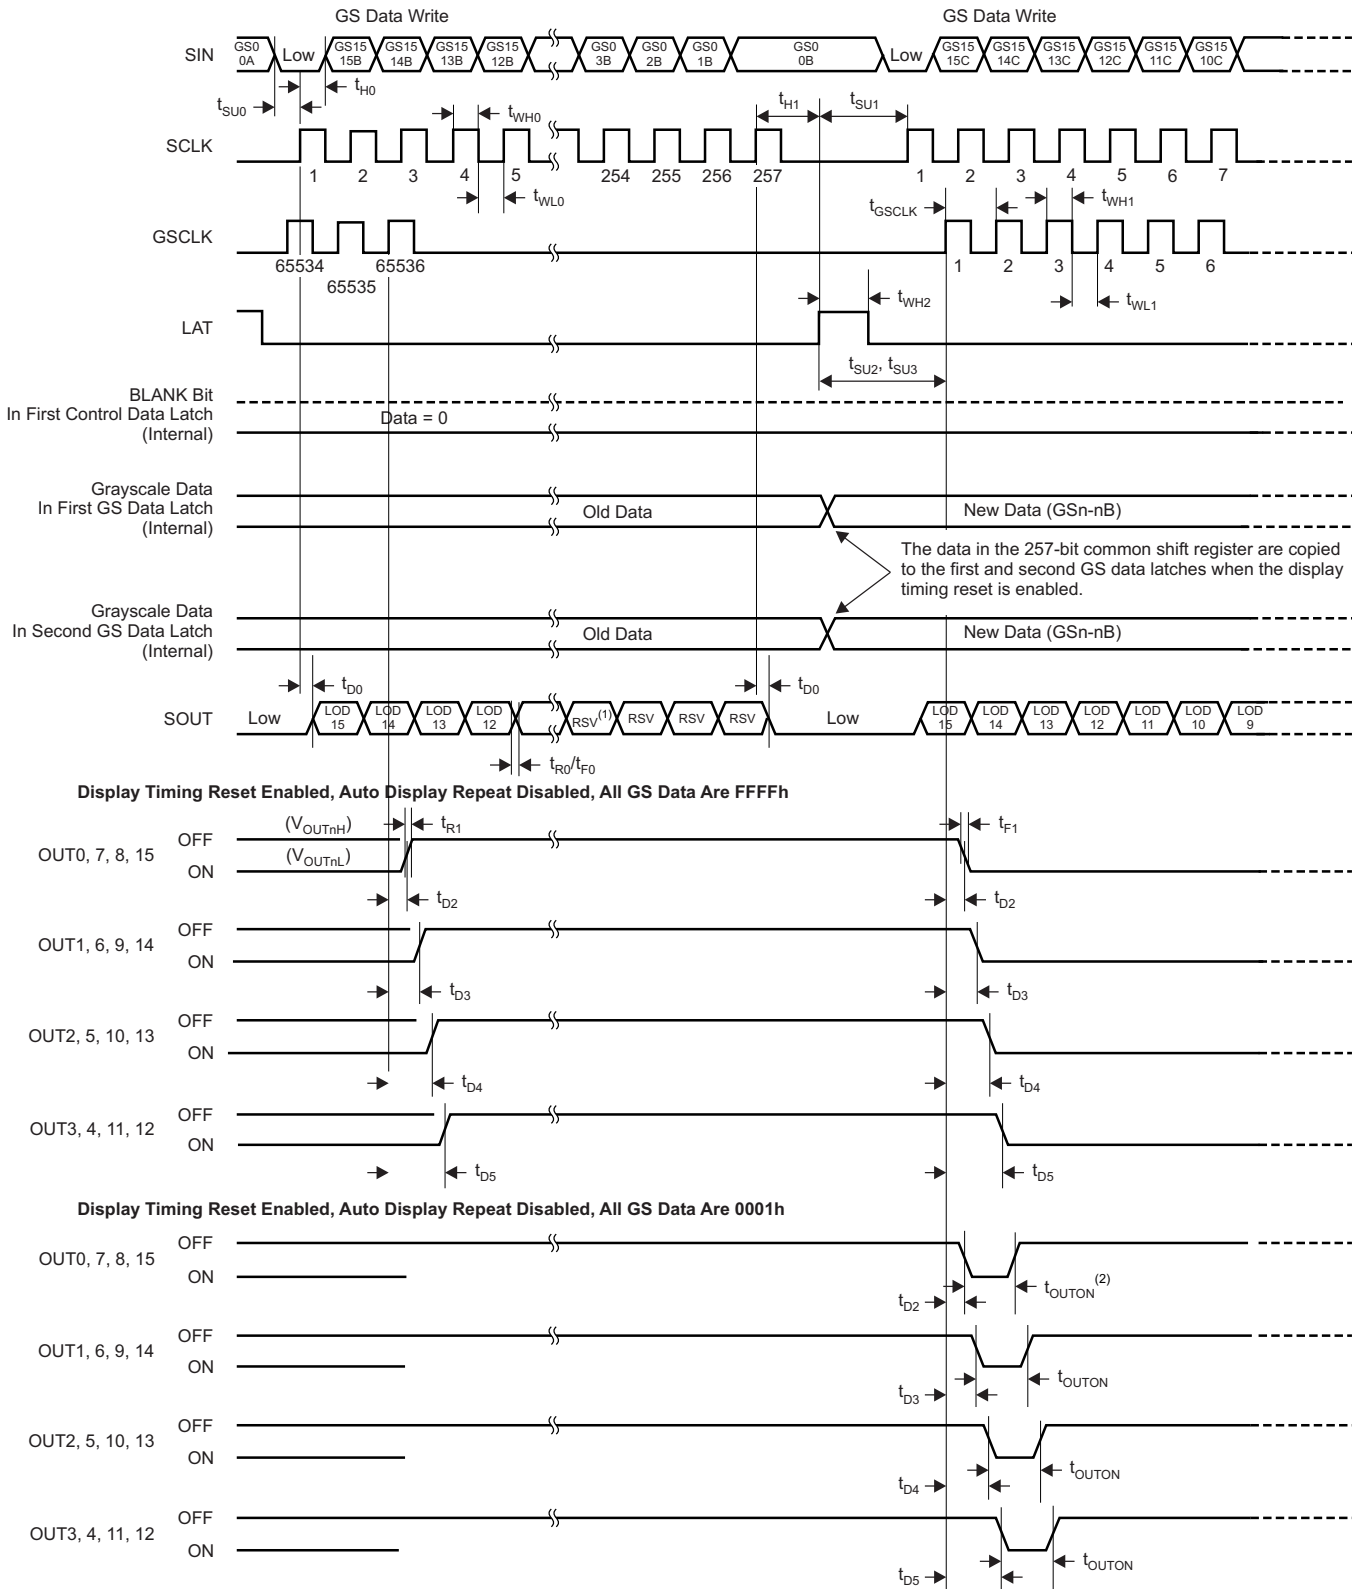 GS Data Write GS Data Write
SIN GS0 0A Low GS15 15B GS15 14B GS15 13B GS15 12B GS0 3B GS0 2B GS0 1B GS0 0B Low GS15 15C GS15 14C GS15 13C GS15 12C GS15 11C GS15 10C
tSU0 tH0 tWH0 tH1 tSU1
SCLK
1 2 3 4 5 254 255 256 257 1 2 3 4 5 6 7
tWL0 tGSCLK tWH1
GSCLK
65534 65535 65536 1 2 3 4 5 6
tWH2 tWL1
LAT
tSU2, tSU3
BLANK Bit
In First Control Data Latch
(Internal)
Data = 0
Grayscale Data
In First GS Data Latch
(Internal)
Old Data New Data (GSn-nB)
The data in the 257-bit common shift register are copied
to the first and second GS data latches when the display
timing reset is enabled.
Grayscale Data
In Second GS Data Latch
(Internal)
Old Data New Data (GSn-nB)
tD0 tD0
SOUT Low LOD 15 LOD 14 LOD 13 LOD 12 RSV(1) RSV RSV RSV Low LOD 15 LOD 14 LOD 13 LOD 12 LOD 11 LOD 10 LOD 9
tR0/tF0
Display Timing Reset Enabled, Auto Display Repeat Disabled, All GS Data Are FFFFh
OUT0, 7, 8, 15 OFF (VOUTnH) tR1 tF1
ON (VOUTnL)
tD2 tD2
OUT1, 6, 9, 14 OFF
ON
tD3 tD3
OUT2, 5, 10, 13 OFF
ON
tD4 tD4
OUT3, 4, 11, 12 OFF
ON
tD5 tD5
Display Timing Reset Enabled, Auto Display Repeat Disabled, All GS Data Are 0001h
OUT0, 7, 8, 15 OFF
ON
tD2 tOUTON(2)
OUT1, 6, 9, 14 OFF
ON
tD3 tOUTON
OUT2, 5, 10, 13 OFF
ON
tD4 tOUTON
OUT3, 4, 11, 12 OFF
ON
tD5 tOUTON